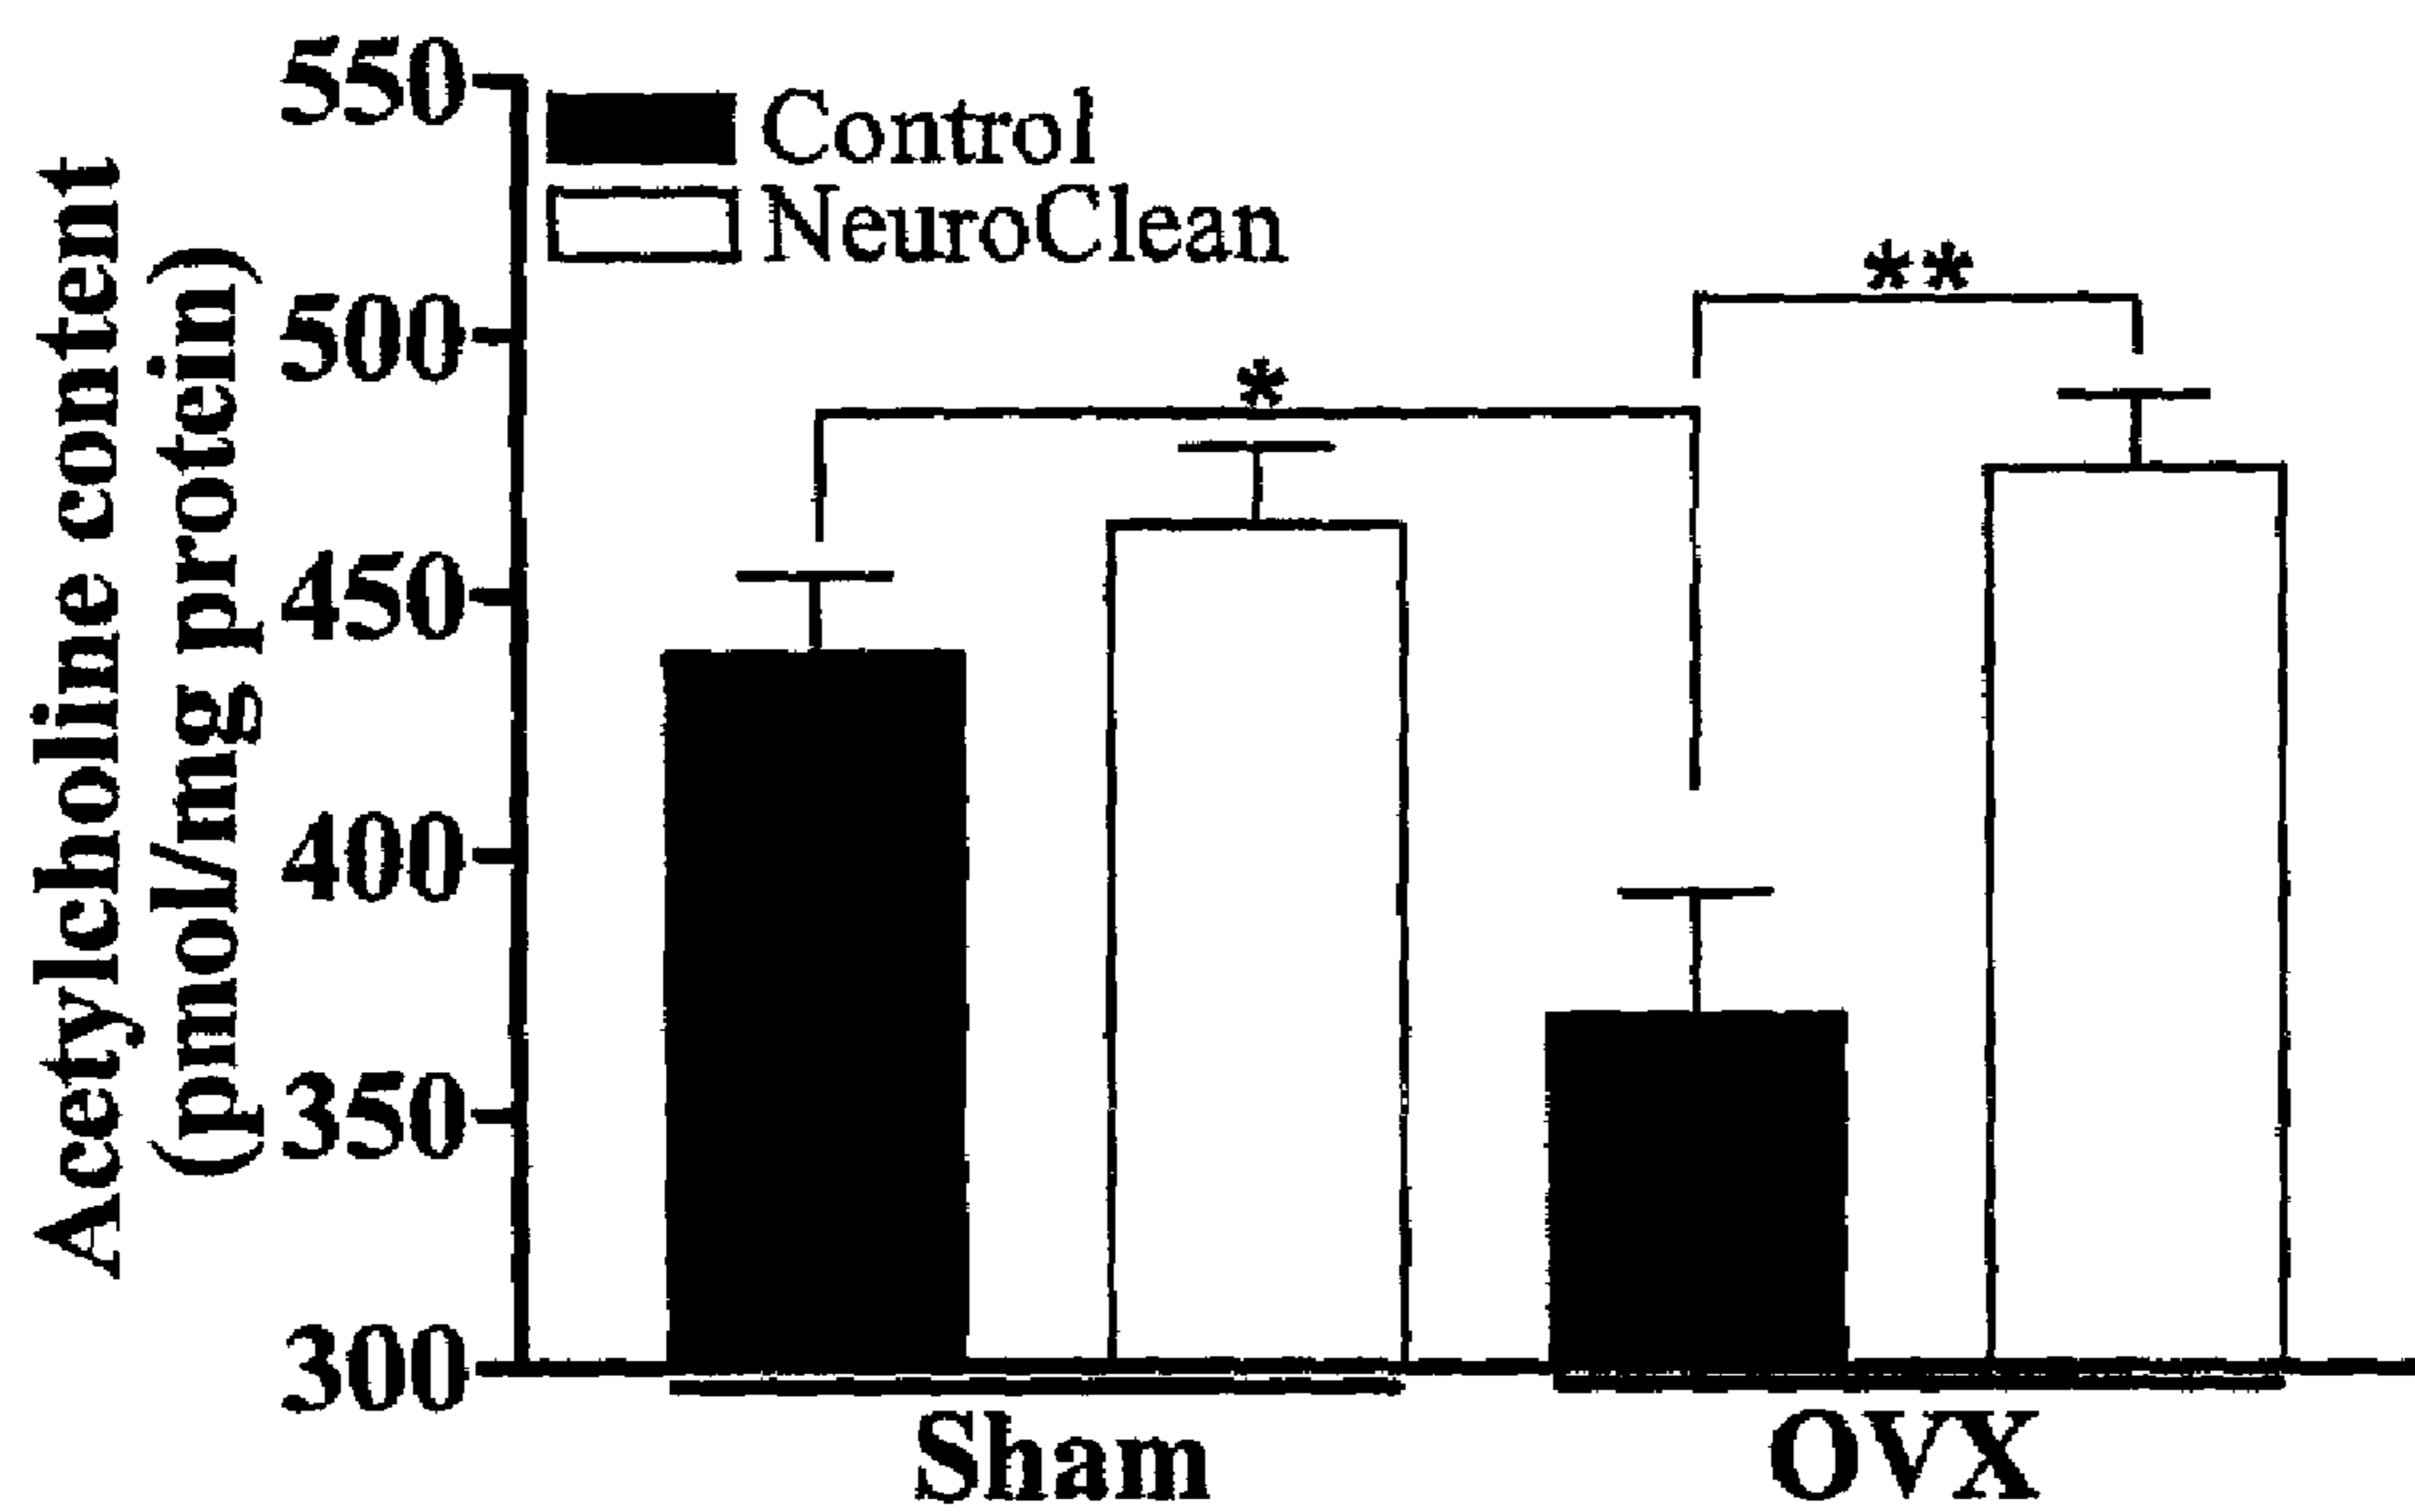 Acetylcholine content
(pmol/mg protein)
550
500
450
400
350
300
Control
NeuroClean
*
**
Sham
OVX